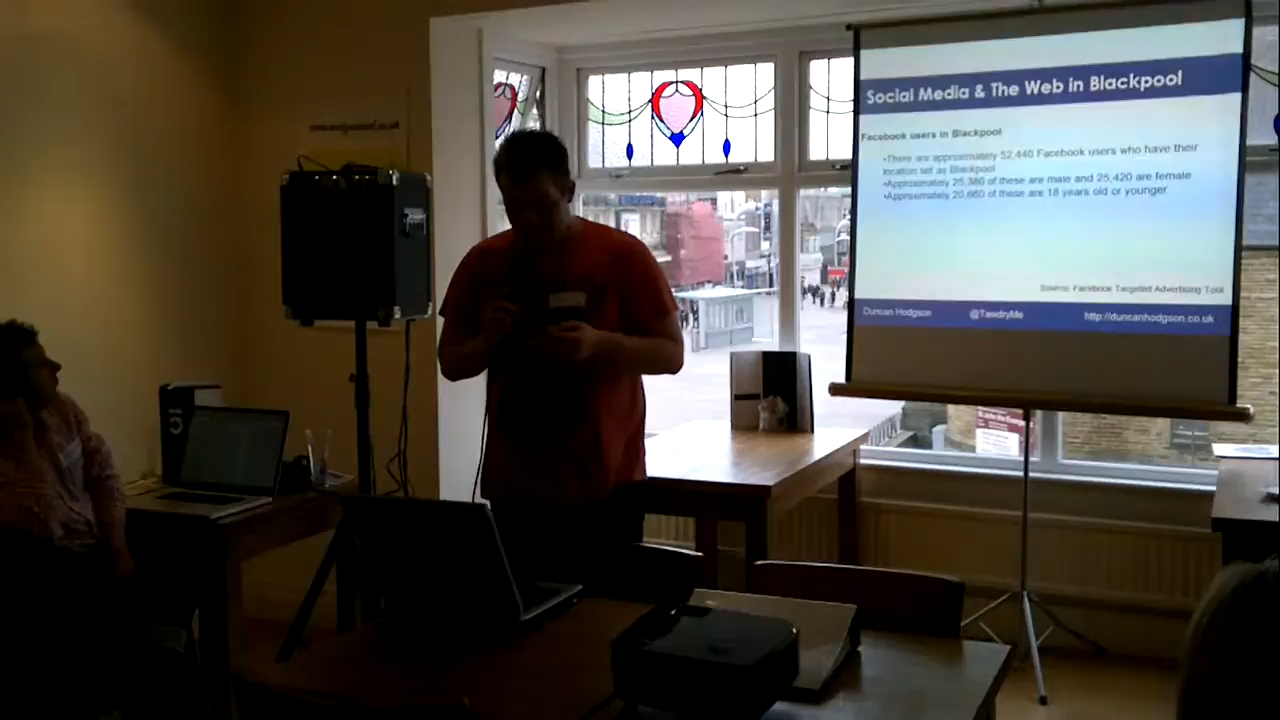 Social Media & The Web in Blackpool
Facebook users in Blackpool
•There are approximately 52,440 Facebook users who have their
location set as Blackpool
•Approximately 25,380 of these are male and 25,420 are female
•Approximately 20,660 of these are 18 years old or younger
Source: Facebook Targeted Advertising Tool
Duncan Hodgson @TawdryMe http://duncanhodgson.co.uk